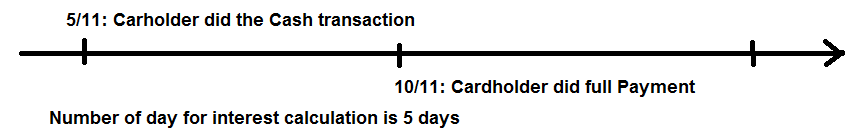 5/11: Carholder did the Cash transaction
10/11: Cardholder did full Payment
Number of day for interest calculation is 5 days